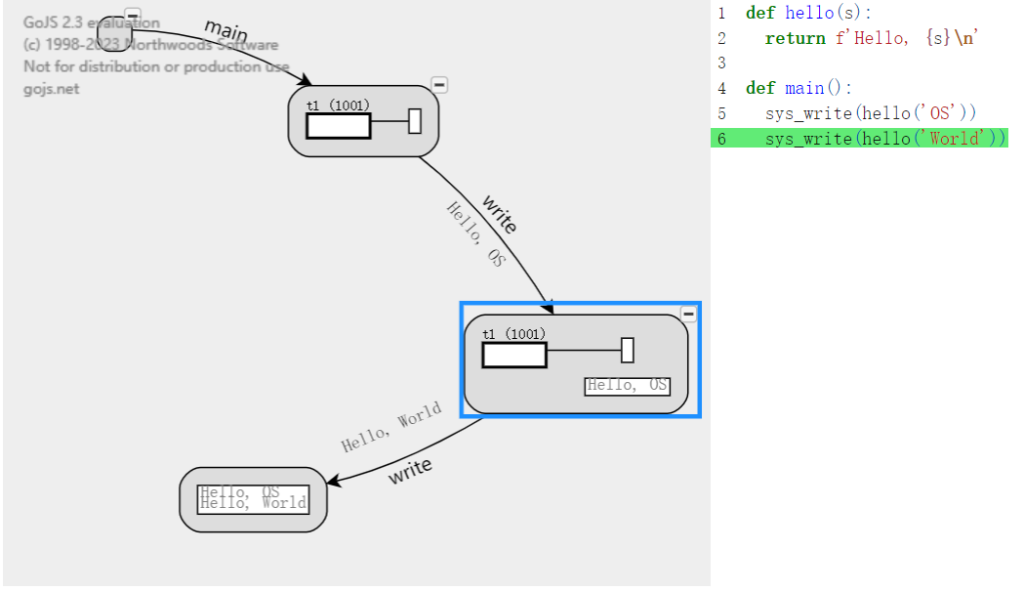 GoJS 2.3 evaluation
(c) 1998-2023 Northwoods Software
Not for distribution or production use
gojs.net
main
t1 (1001)
write
Hello, OS
t1 (1001)
Hello, OS
Hello, World
write
Hello, OS
Hello, World
1 def hello(s):
2 return f'Hello, {s}\n'
3
4 def main():
5 sys_write(hello('OS'))
6 sys_write(hello('World'))